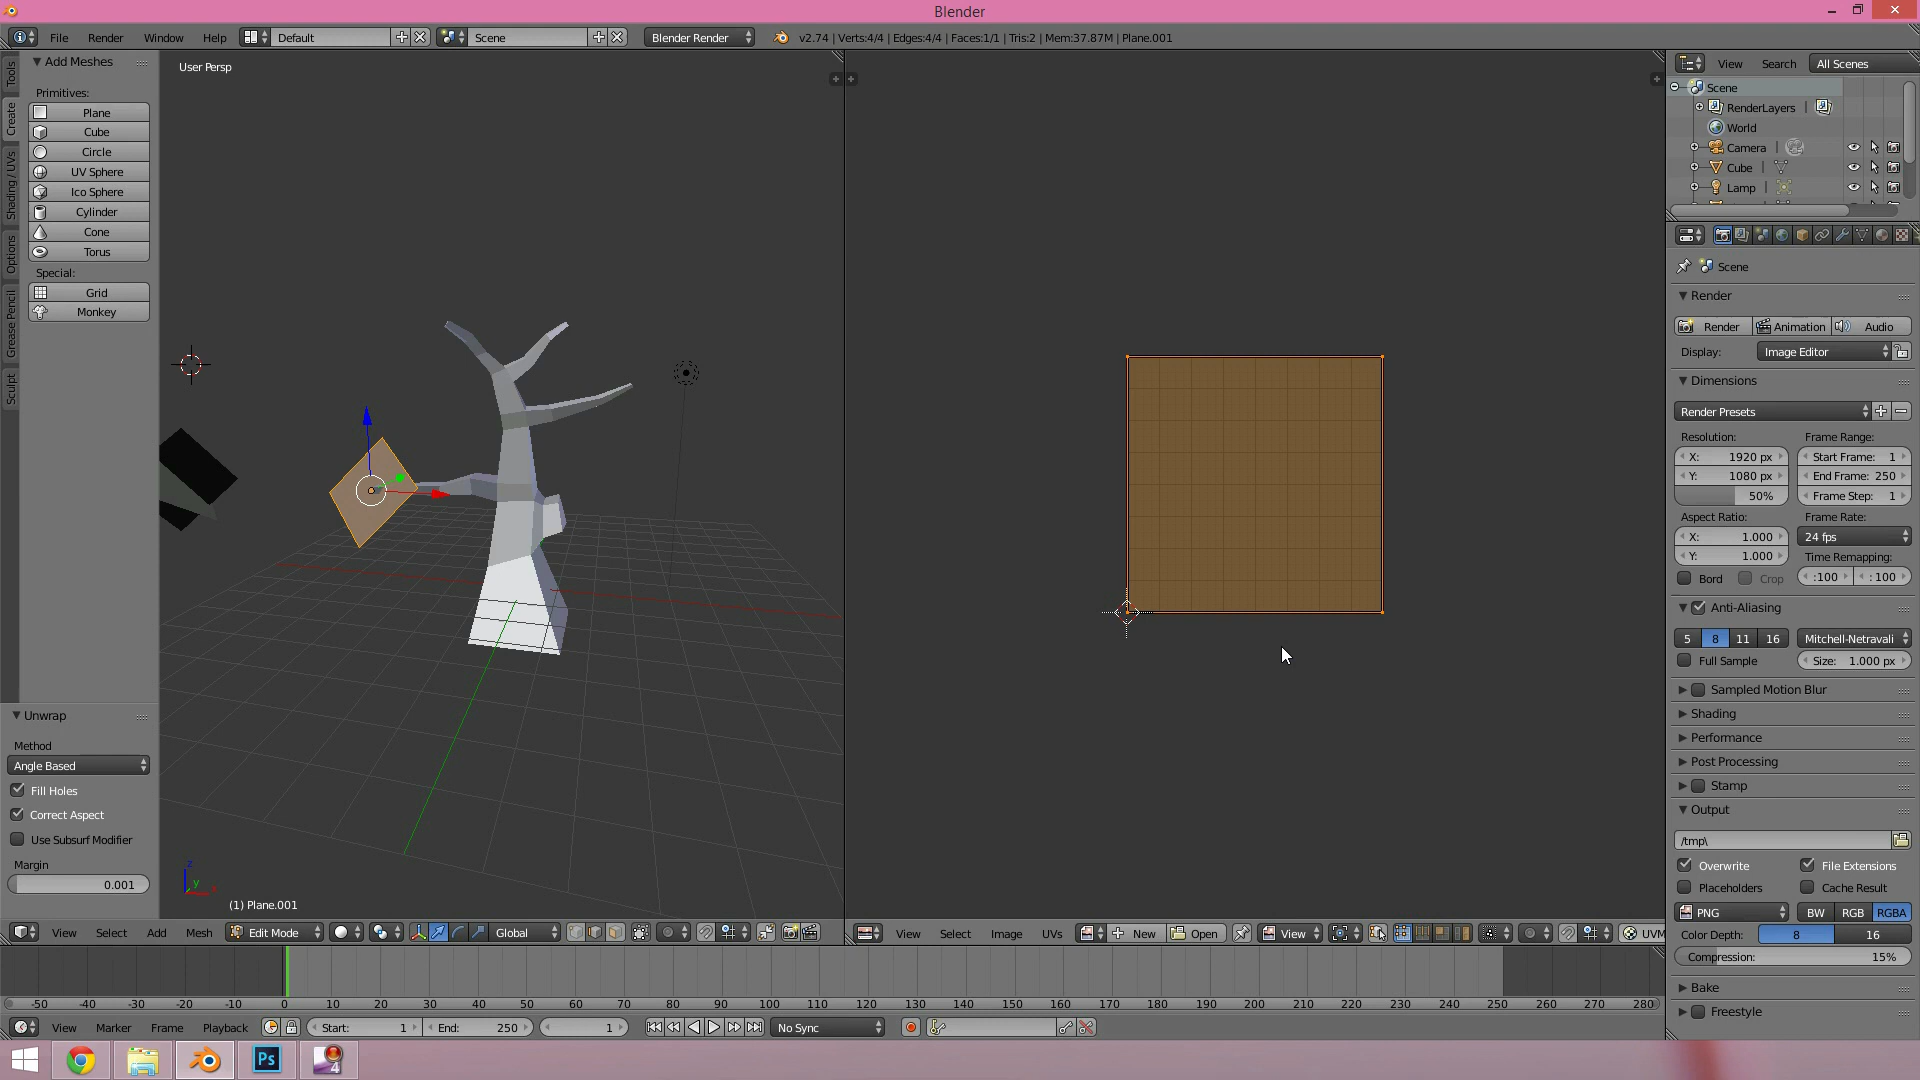 Blender
File Render Window Help Default Scene Blender Render v2.74 | Verts:4/4 | Edges:4/4 | Faces:1/1 | Tris:2 | Mem:37.87M | Plane.001
Tools
Create
Shading / UVs
Options
Grease Pencil
Sculpt
Add Meshes
Primitives:
Plane
Cube
Circle
UV Sphere
Ico Sphere
Cylinder
Cone
Torus
Special:
Grid
Monkey
Unwrap
Method
Angle Based
Fill Holes
Correct Aspect
Use Subsurf Modifier
Margin
0.001
User Persp
z
y
x
(1) Plane.001
View Select Add Mesh Edit Mode Global
View Select Image UVs New Open View UVM
View Search All Scenes
Scene
RenderLayers
World
Camera
Cube
Lamp
Scene
Render
Render Animation Audio
Display: Image Editor
Dimensions
Render Presets
Resolution: Frame Range:
X: 1920 px Start Frame: 1
Y: 1080 px End Frame: 250
50% Frame Step: 1
Aspect Ratio: Frame Rate:
X: 1.000 24 fps
Y: 1.000 Time Remapping:
Bord Crop :100 : 100
Anti-Aliasing
5 8 11 16 Mitchell-Netravali
Full Sample Size: 1.000 px
Sampled Motion Blur
Shading
Performance
Post Processing
Stamp
Output
/tmp\
Overwrite File Extensions
Placeholders Cache Result
PNG BW RGB RGBA
Color Depth: 8 16
Compression: 15%
Bake
Freestyle
-50 -40 -30 -20 -10 0 10 20 30 40 50 60 70 80 90 100 110 120 130 140 150 160 170 180 190 200 210 220 230 240 250 260 270 280
View Marker Frame Playback Start: 1 End: 250 1 No Sync
Ps
4